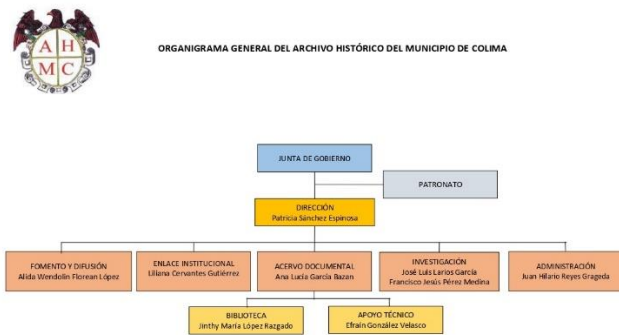 A H
M C
ORGANIGRAMA GENERAL DEL ARCHIVO HISTÓRICO DEL MUNICIPIO DE COLIMA
JUNTA DE GOBIERNO
PATRONATO
DIRECCIÓN
Patricia Sánchez Espinosa
FOMENTO Y DIFUSIÓN
Alida Wendolin Florean López
ENLACE INSTITUCIONAL
Liliana Cervantes Gutiérrez
ACERVO DOCUMENTAL
Ana Lucía García Bazan
INVESTIGACIÓN
José Luis Larios García
Francisco Jesús Pérez Medina
ADMINISTRACIÓN
Juan Hilario Reyes Grageda
BIBLIOTECA
Jinthy María López Razgado
APOYO TÉCNICO
Efraín González Velasco